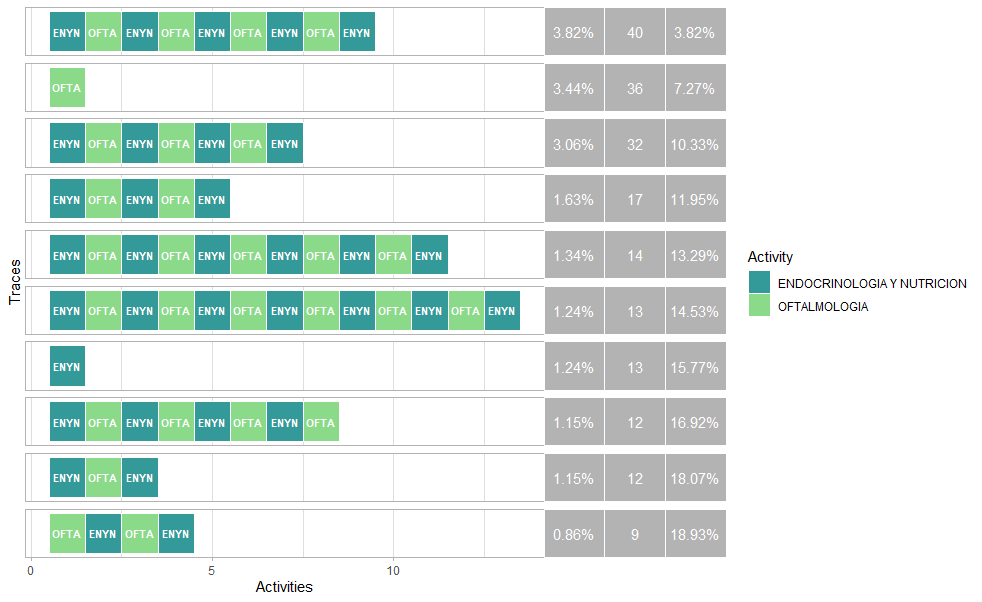 ENYN OFTA ENYN OFTA ENYN OFTA ENYN OFTA ENYN 3.82% 40 3.82%
OFTA 3.44% 36 7.27%
ENYN OFTA ENYN OFTA ENYN OFTA ENYN 3.06% 32 10.33%
ENYN OFTA ENYN OFTA ENYN 1.63% 17 11.95%
ENYN OFTA ENYN OFTA ENYN OFTA ENYN OFTA ENYN OFTA ENYN 1.34% 14 13.29%
ENYN OFTA ENYN OFTA ENYN OFTA ENYN OFTA ENYN OFTA ENYN OFTA ENYN 1.24% 13 14.53%
ENYN 1.24% 13 15.77%
ENYN OFTA ENYN OFTA ENYN OFTA ENYN OFTA 1.15% 12 16.92%
ENYN OFTA ENYN 1.15% 12 18.07%
OFTA ENYN OFTA ENYN 0.86% 9 18.93%
Traces
0 5 10
Activities
Activity
ENDOCRINOLOGIA Y NUTRICION
OFTALMOLOGIA